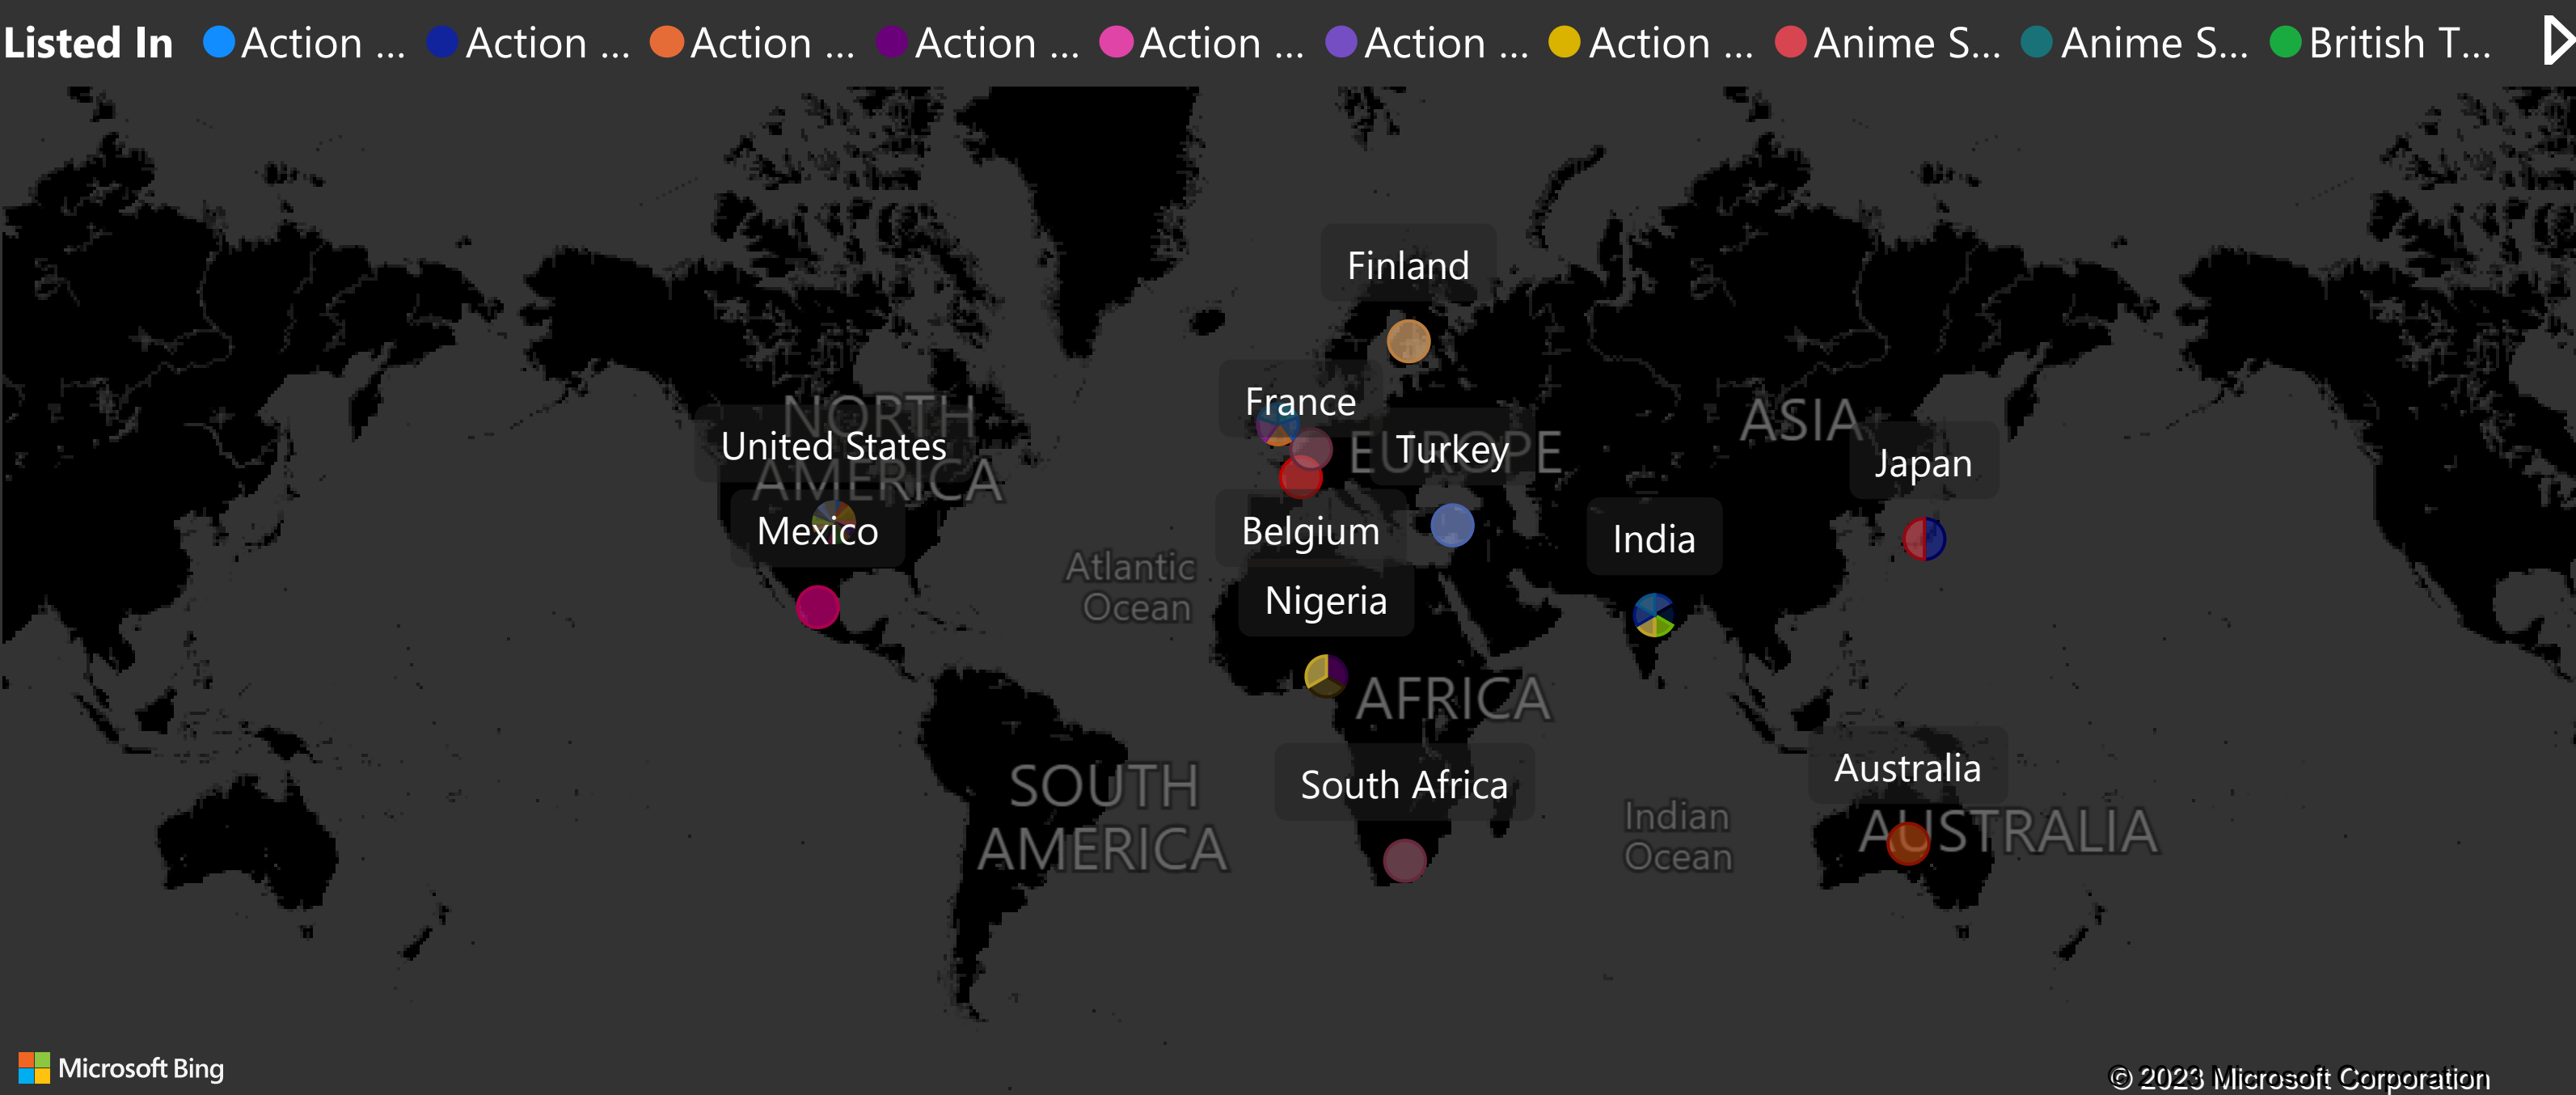 Listed In Action ... Action ... Action ... Action ... Action ... Action ... Action ... Anime S... Anime S... British T...
Finland
France
NORTH
AMERICA
United States
EUROPE
Turkey
ASIA
Japan
Mexico
Belgium
India
Atlantic
Ocean
Nigeria
AFRICA
SOUTH
AMERICA
South Africa
Indian
Ocean
Australia
AUSTRALIA
Microsoft Bing
© 2023 Microsoft Corporation